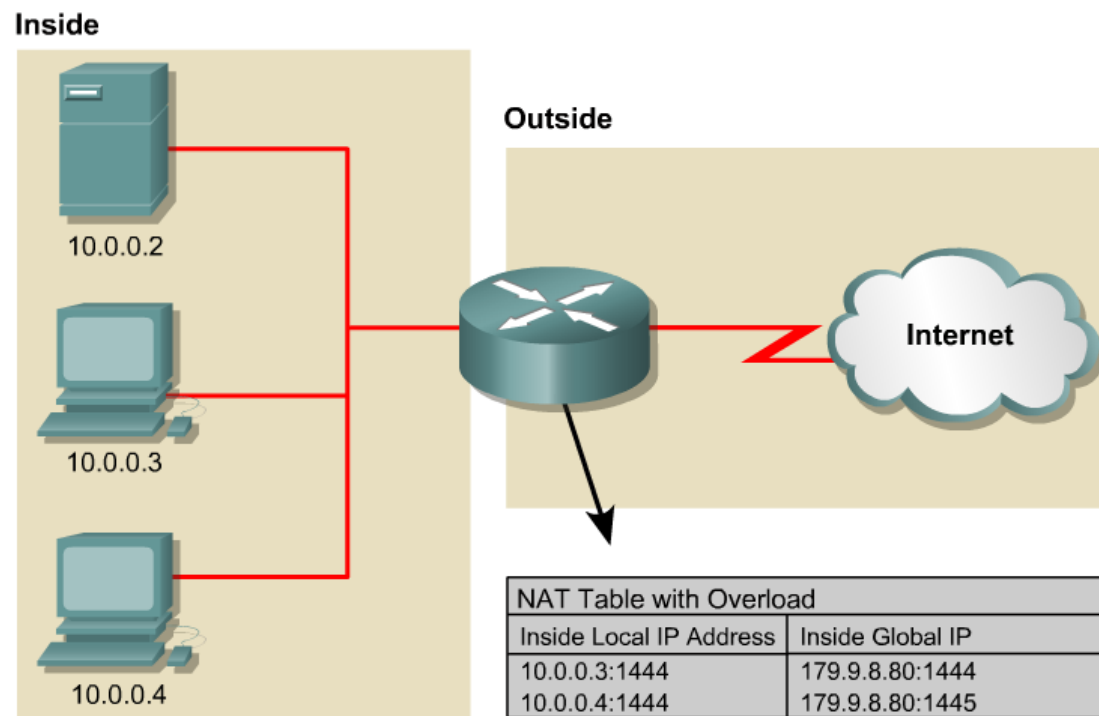 Inside
Outside
10.0.0.2
Internet
10.0.0.3
10.0.0.4
NAT Table with Overload
Inside Local IP Address Inside Global IP
10.0.0.3:1444 179.9.8.80:1444
10.0.0.4:1444 179.9.8.80:1445